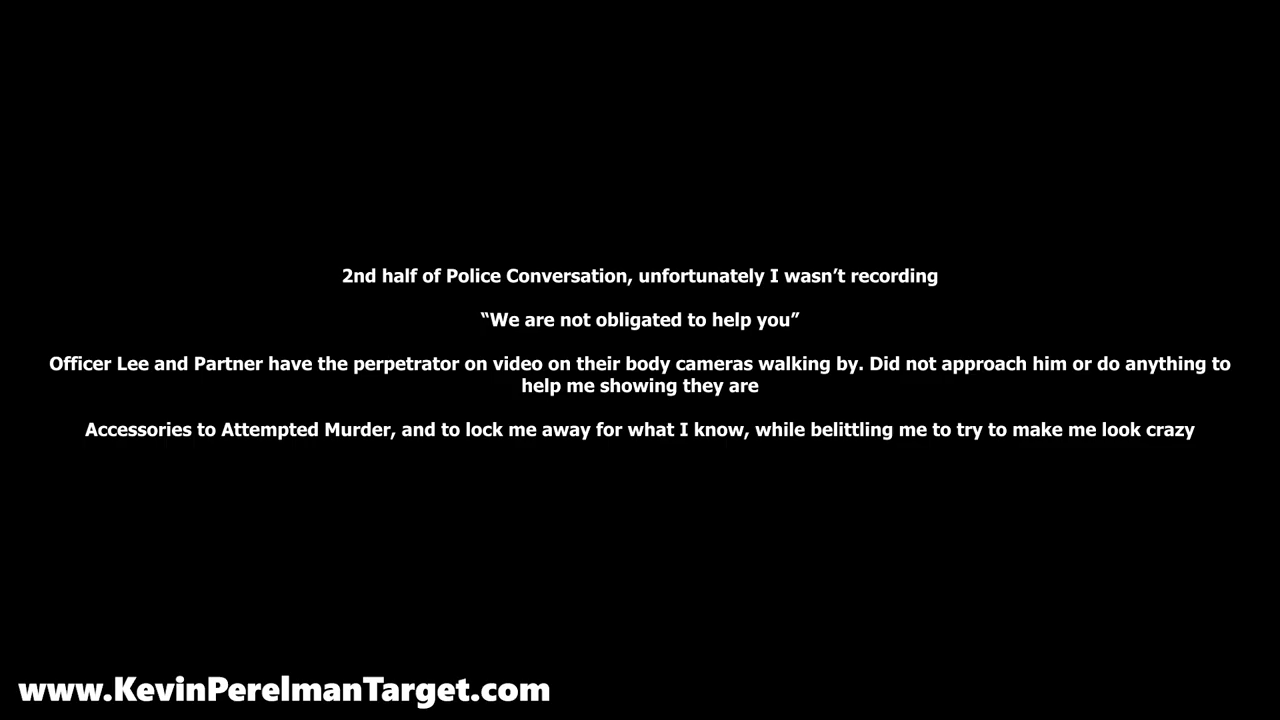 2nd half of Police Conversation, unfortunately I wasn’t recording
“We are not obligated to help you”
Officer Lee and Partner have the perpetrator on video on their body cameras walking by. Did not approach him or do anything to
help me showing they are
Accessories to Attempted Murder, and to lock me away for what I know, while belittling me to try to make me look crazy
www.KevinPerelmanTarget.com